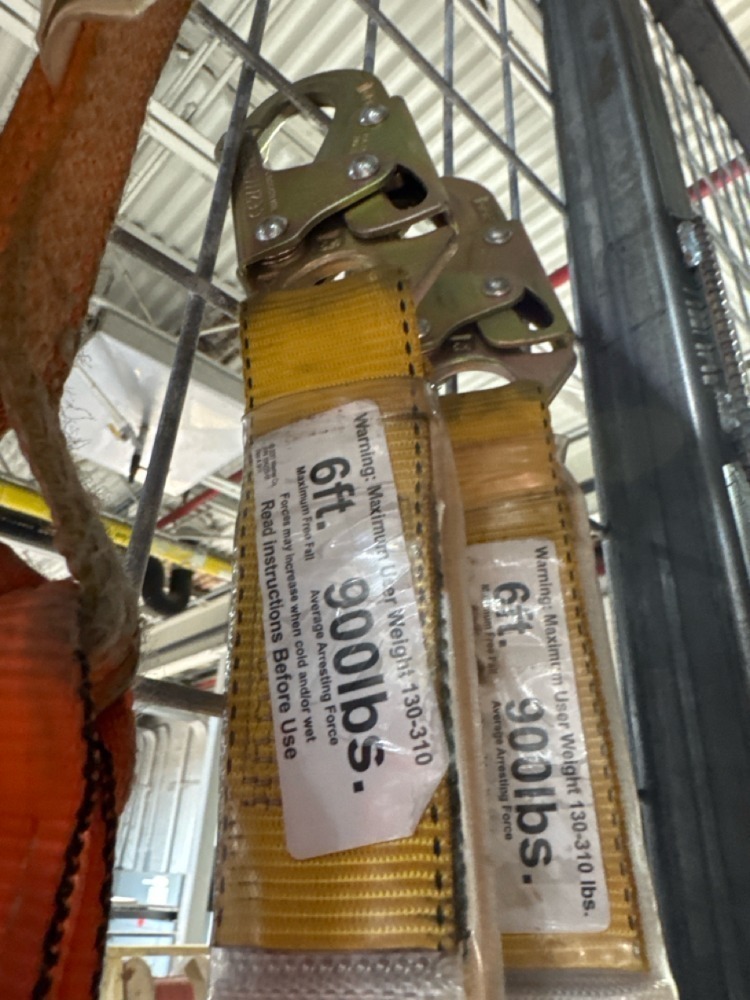 Warning: Maximum User Weight 130-310
6ft. 900lbs.
Maximum Free Fall Average Arresting Force
Forces may increase when cold and/or wet
Read instructions Before Use
Warning: Maximum User Weight 130-310 lbs.
6ft. 900lbs.
Average Arresting Force